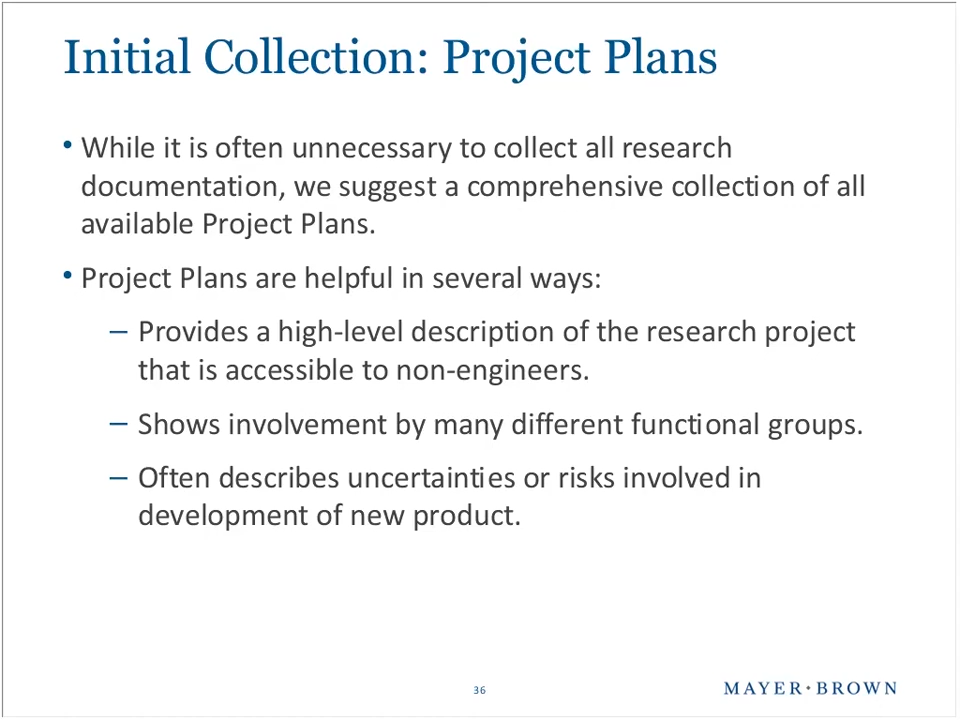 Initial Collection: Project Plans
• While it is often unnecessary to collect all research
documentation, we suggest a comprehensive collection of all
available Project Plans.
• Project Plans are helpful in several ways:
– Provides a high-level description of the research project
that is accessible to non-engineers.
– Shows involvement by many different functional groups.
– Often describes uncertainties or risks involved in
development of new product.
36
MAYER • BROWN